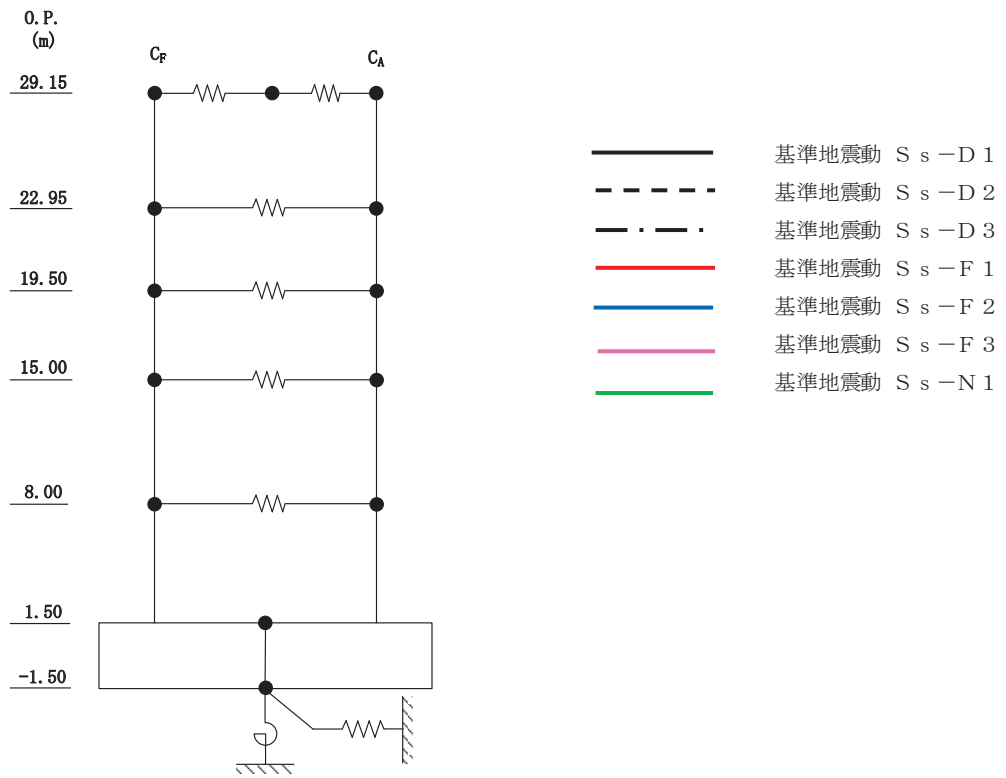 O.P.
(m)
C_F
C_A
29.15
22.95
19.50
15.00
8.00
1.50
-1.50
基準地震動 Ｓｓ－Ｄ１
基準地震動 Ｓｓ－Ｄ２
基準地震動 Ｓｓ－Ｄ３
基準地震動 Ｓｓ－Ｆ１
基準地震動 Ｓｓ－Ｆ２
基準地震動 Ｓｓ－Ｆ３
基準地震動 Ｓｓ－Ｎ１